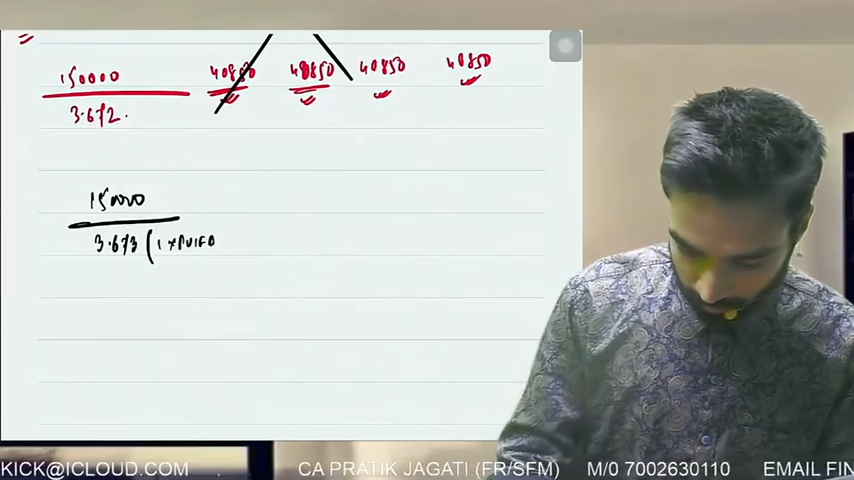 150000 40850 40850 40850 40850
3.672.
150000
3.673 ( 1 x PVIFA
KICK@ICLOUD.COM . CA PRATIK JAGATI (FR/SFM) M/0 7002630110 EMAIL FIN